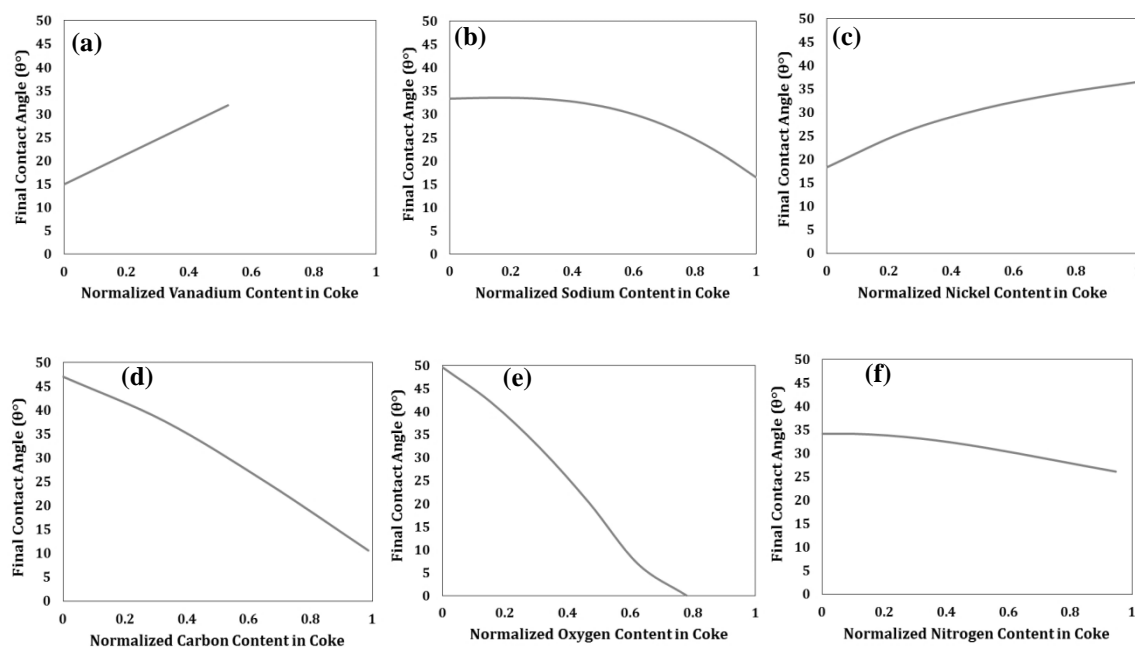 (a)
Final Contact Angle (θ°)
50
45
40
35
30
25
20
15
10
5
0
0 0.2 0.4 0.6 0.8 1
Normalized Vanadium Content in Coke
(b)
Final Contact Angle (θ°)
50
45
40
35
30
25
20
15
10
5
0
0 0.2 0.4 0.6 0.8 1
Normalized Sodium Content in Coke
(c)
Final Contact Angle (θ°)
50
45
40
35
30
25
20
15
10
5
0
0 0.2 0.4 0.6 0.8
Normalized Nickel Content in Coke
(d)
Final Contact Angle (θ°)
50
45
40
35
30
25
20
15
10
5
0
0 0.2 0.4 0.6 0.8 1
Normalized Carbon Content in Coke
(e)
Final Contact Angle (θ°)
50
45
40
35
30
25
20
15
10
5
0
0 0.2 0.4 0.6 0.8 1
Normalized Oxygen Content in Coke
(f)
Final Contact Angle (θ°)
50
45
40
35
30
25
20
15
10
5
0
0 0.2 0.4 0.6 0.8 1
Normalized Nitrogen Content in Coke